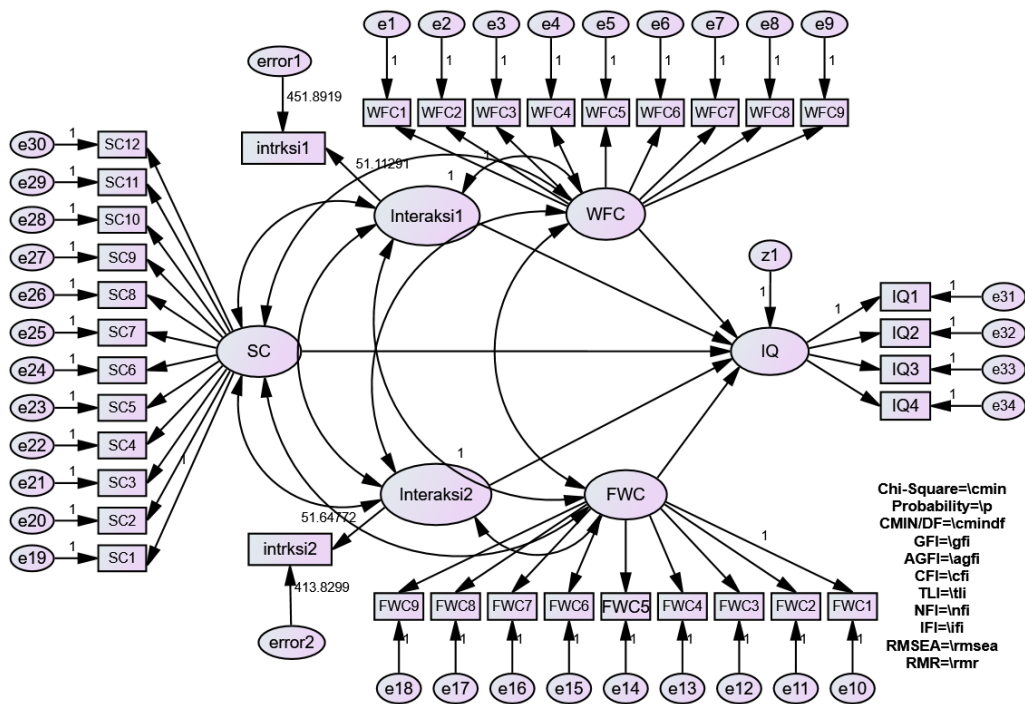 e1 e2 e3 e4 e5 e6 e7 e8 e9
1 1 1 1 1 1 1 1 1
WFC1 WFC2 WFC3 WFC4 WFC5 WFC6 WFC7 WFC8 WFC9
error1
451.8919
intrksi1
51.11291
1
1
Interaksi1
WFC
e30 1 SC12
e29 1 SC11
e28 1 SC10
e27 1 SC9
e26 1 SC8
e25 1 SC7
e24 1 SC6
e23 1 SC5
e22 1 SC4
e21 1 SC3
e20 1 SC2
e19 1 SC1
1
SC
z1
1
IQ
1
IQ1 1 e31
IQ2 1 e32
IQ3 1 e33
IQ4 1 e34
1
Interaksi2
FWC
51.64772
intrksi2
413.8299
error2
1
FWC9 FWC8 FWC7 FWC6 FWC5 FWC4 FWC3 FWC2 FWC1
1 1 1 1 1 1 1 1 1
e18 e17 e16 e15 e14 e13 e12 e11 e10
Chi-Square=\cmin
Probability=\p
CMIN/DF=\cmindf
GFI=\gfi
AGFI=\agfi
CFI=\cfi
TLI=\tli
NFI=\nfi
IFI=\ifi
RMSEA=\rmsea
RMR=\rmr